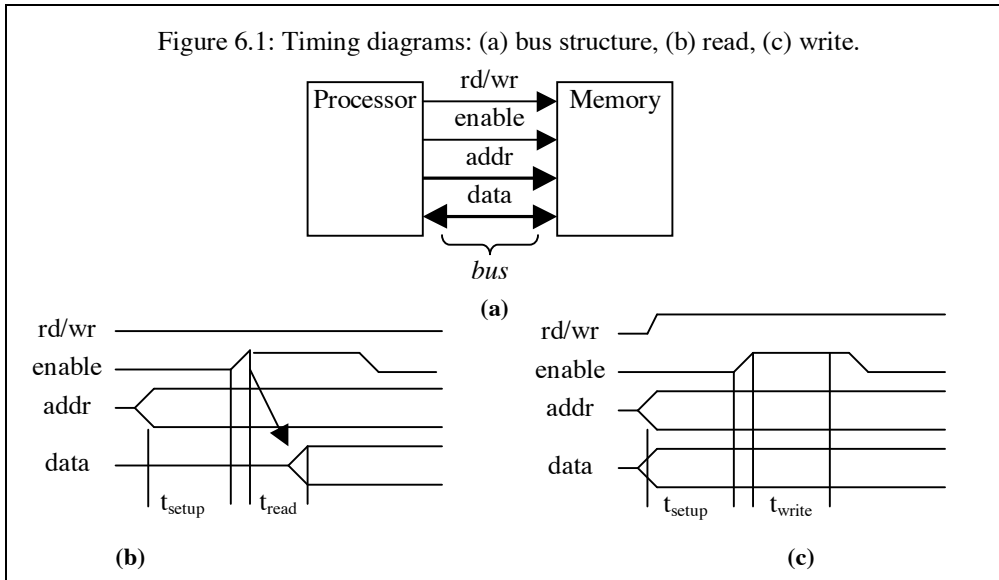 Figure 6.1: Timing diagrams: (a) bus structure, (b) read, (c) write.
Processor
rd/wr
Memory
enable
addr
data
bus
(a)
rd/wr
enable
addr
data
tsetup
tread
(b)
rd/wr
enable
addr
data
tsetup
twrite
(c)